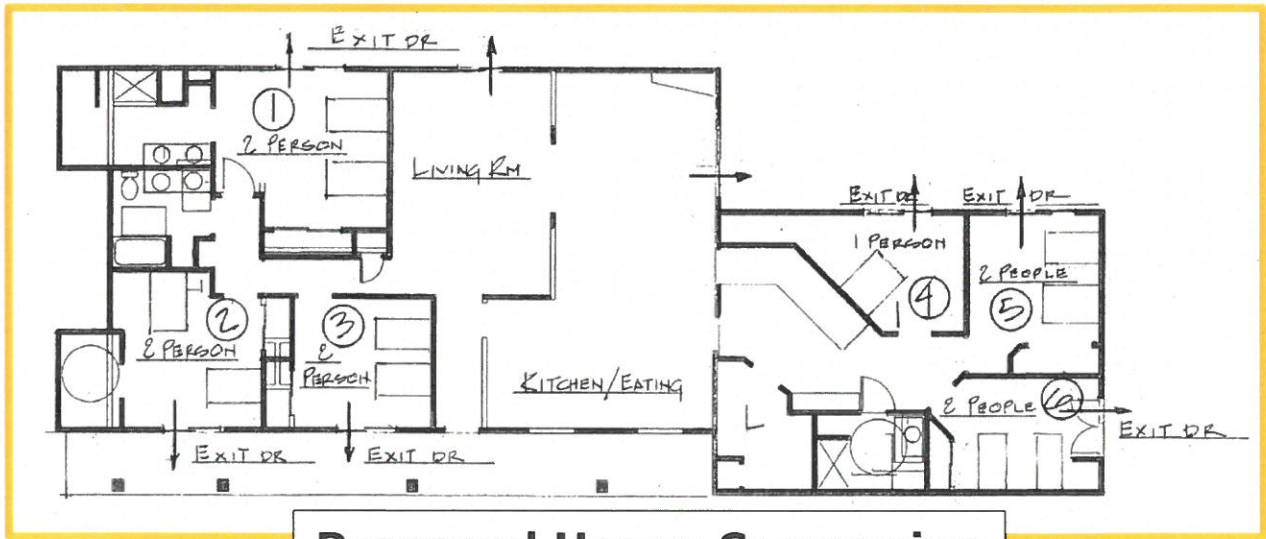 EXIT DR
1
2 PERSON
LIVING RM
EXIT DR
EXIT DR
1 PERSON
2 PEOPLE
4
5
2
2 PERSON
3
2
PERSON
KITCHEN/EATING
2 PEOPLE
6
EXIT DR
EXIT DR
EXIT DR